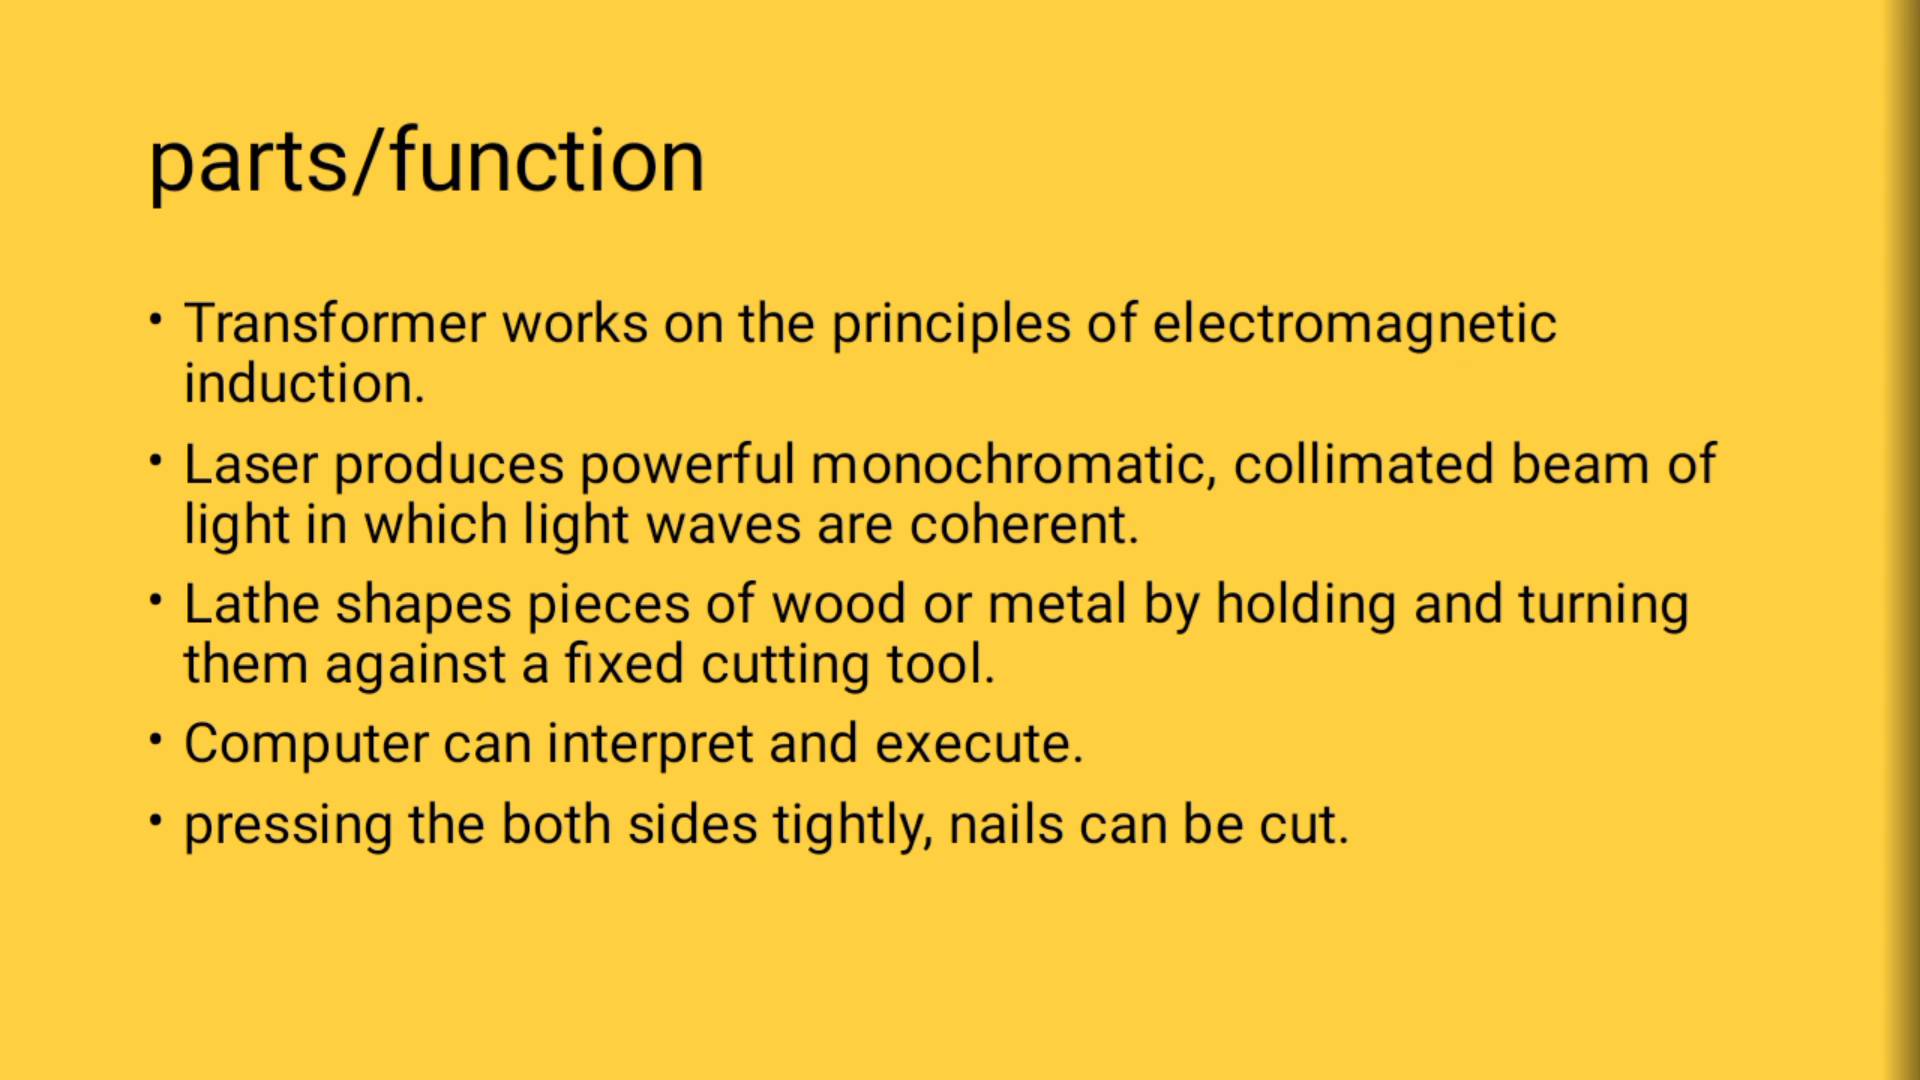 parts/function
• Transformer works on the principles of electromagnetic
induction.
• Laser produces powerful monochromatic, collimated beam of
light in which light waves are coherent.
• Lathe shapes pieces of wood or metal by holding and turning
them against a fixed cutting tool.
• Computer can interpret and execute.
• pressing the both sides tightly, nails can be cut.